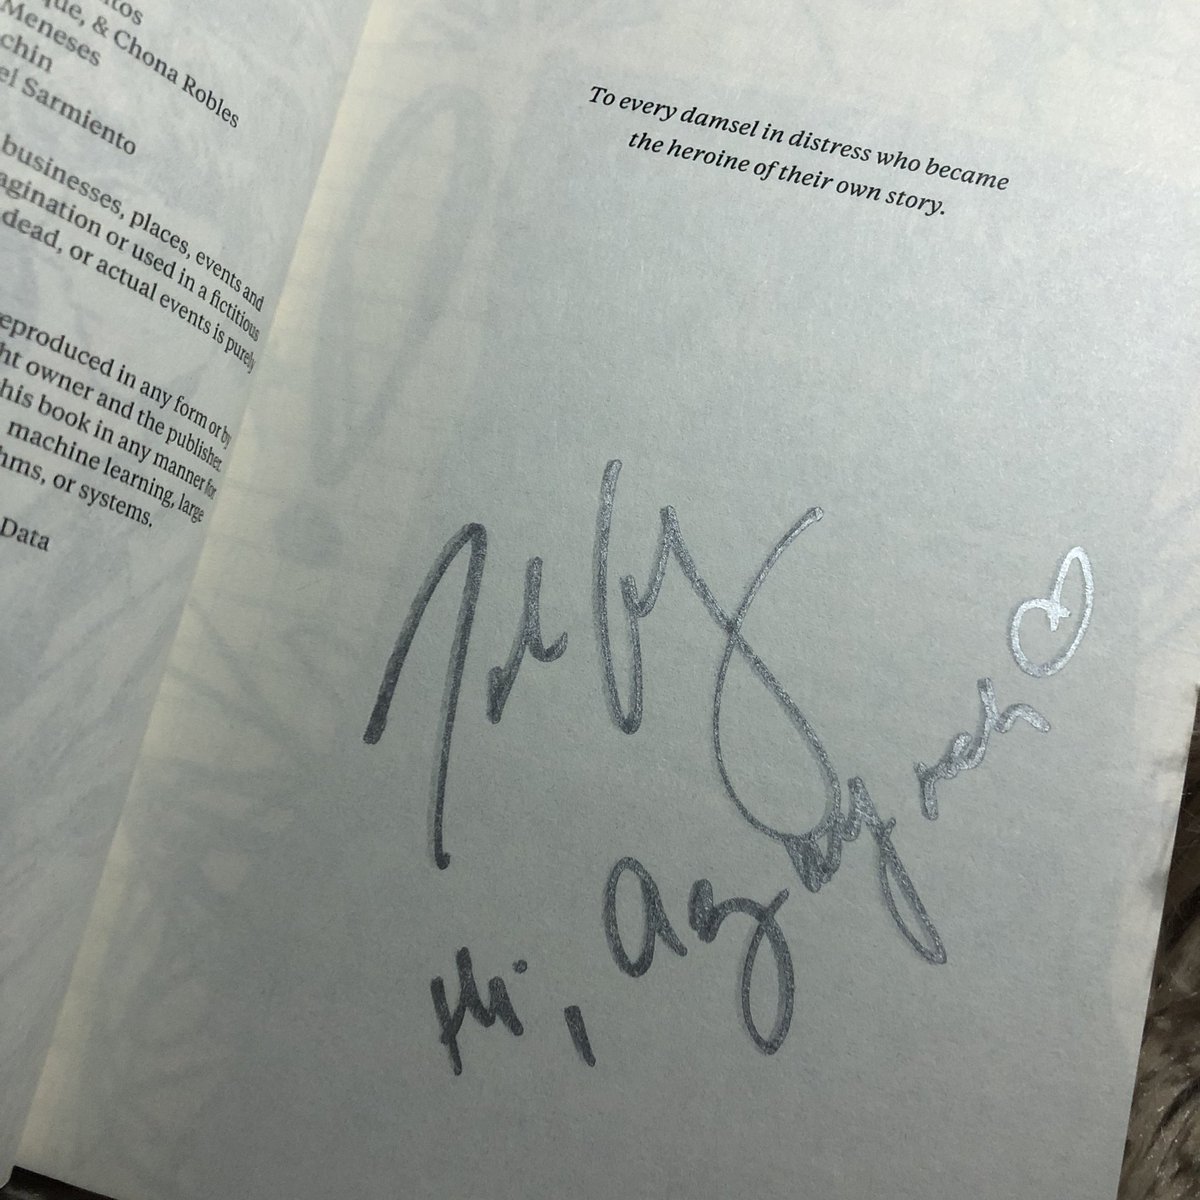 tos
que, & Chona Robles
Meneses
chin
el Sarmiento
businesses, places, events and
agination or used in a fictitious
dead, or actual events is purely
eproduced in any form or by
ht owner and the publisher.
his book in any manner for
machine learning, large
hms, or systems.
Data
To every damsel in distress who became
the heroine of their own story.
Hi,